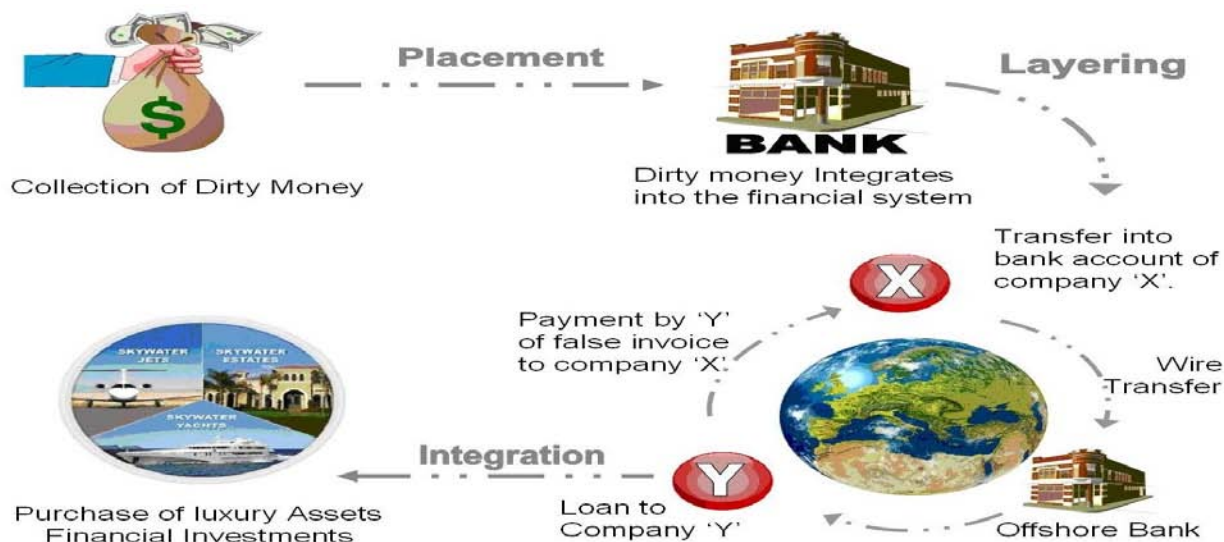 Placement
Layering
$
BANK
Collection of Dirty Money
Dirty money Integrates
into the financial system
X
Transfer into
bank account of
company ‘X’.
Payment by ‘Y’
of false invoice
to company ‘X’.
Wire
Transfer
SKYWATER
JETS
SKYWATER
ESTATES
SKYWATER
YACHTS
Integration
Y
Purchase of luxury Assets
Financial Investments
Loan to
Company ‘Y’
Offshore Bank